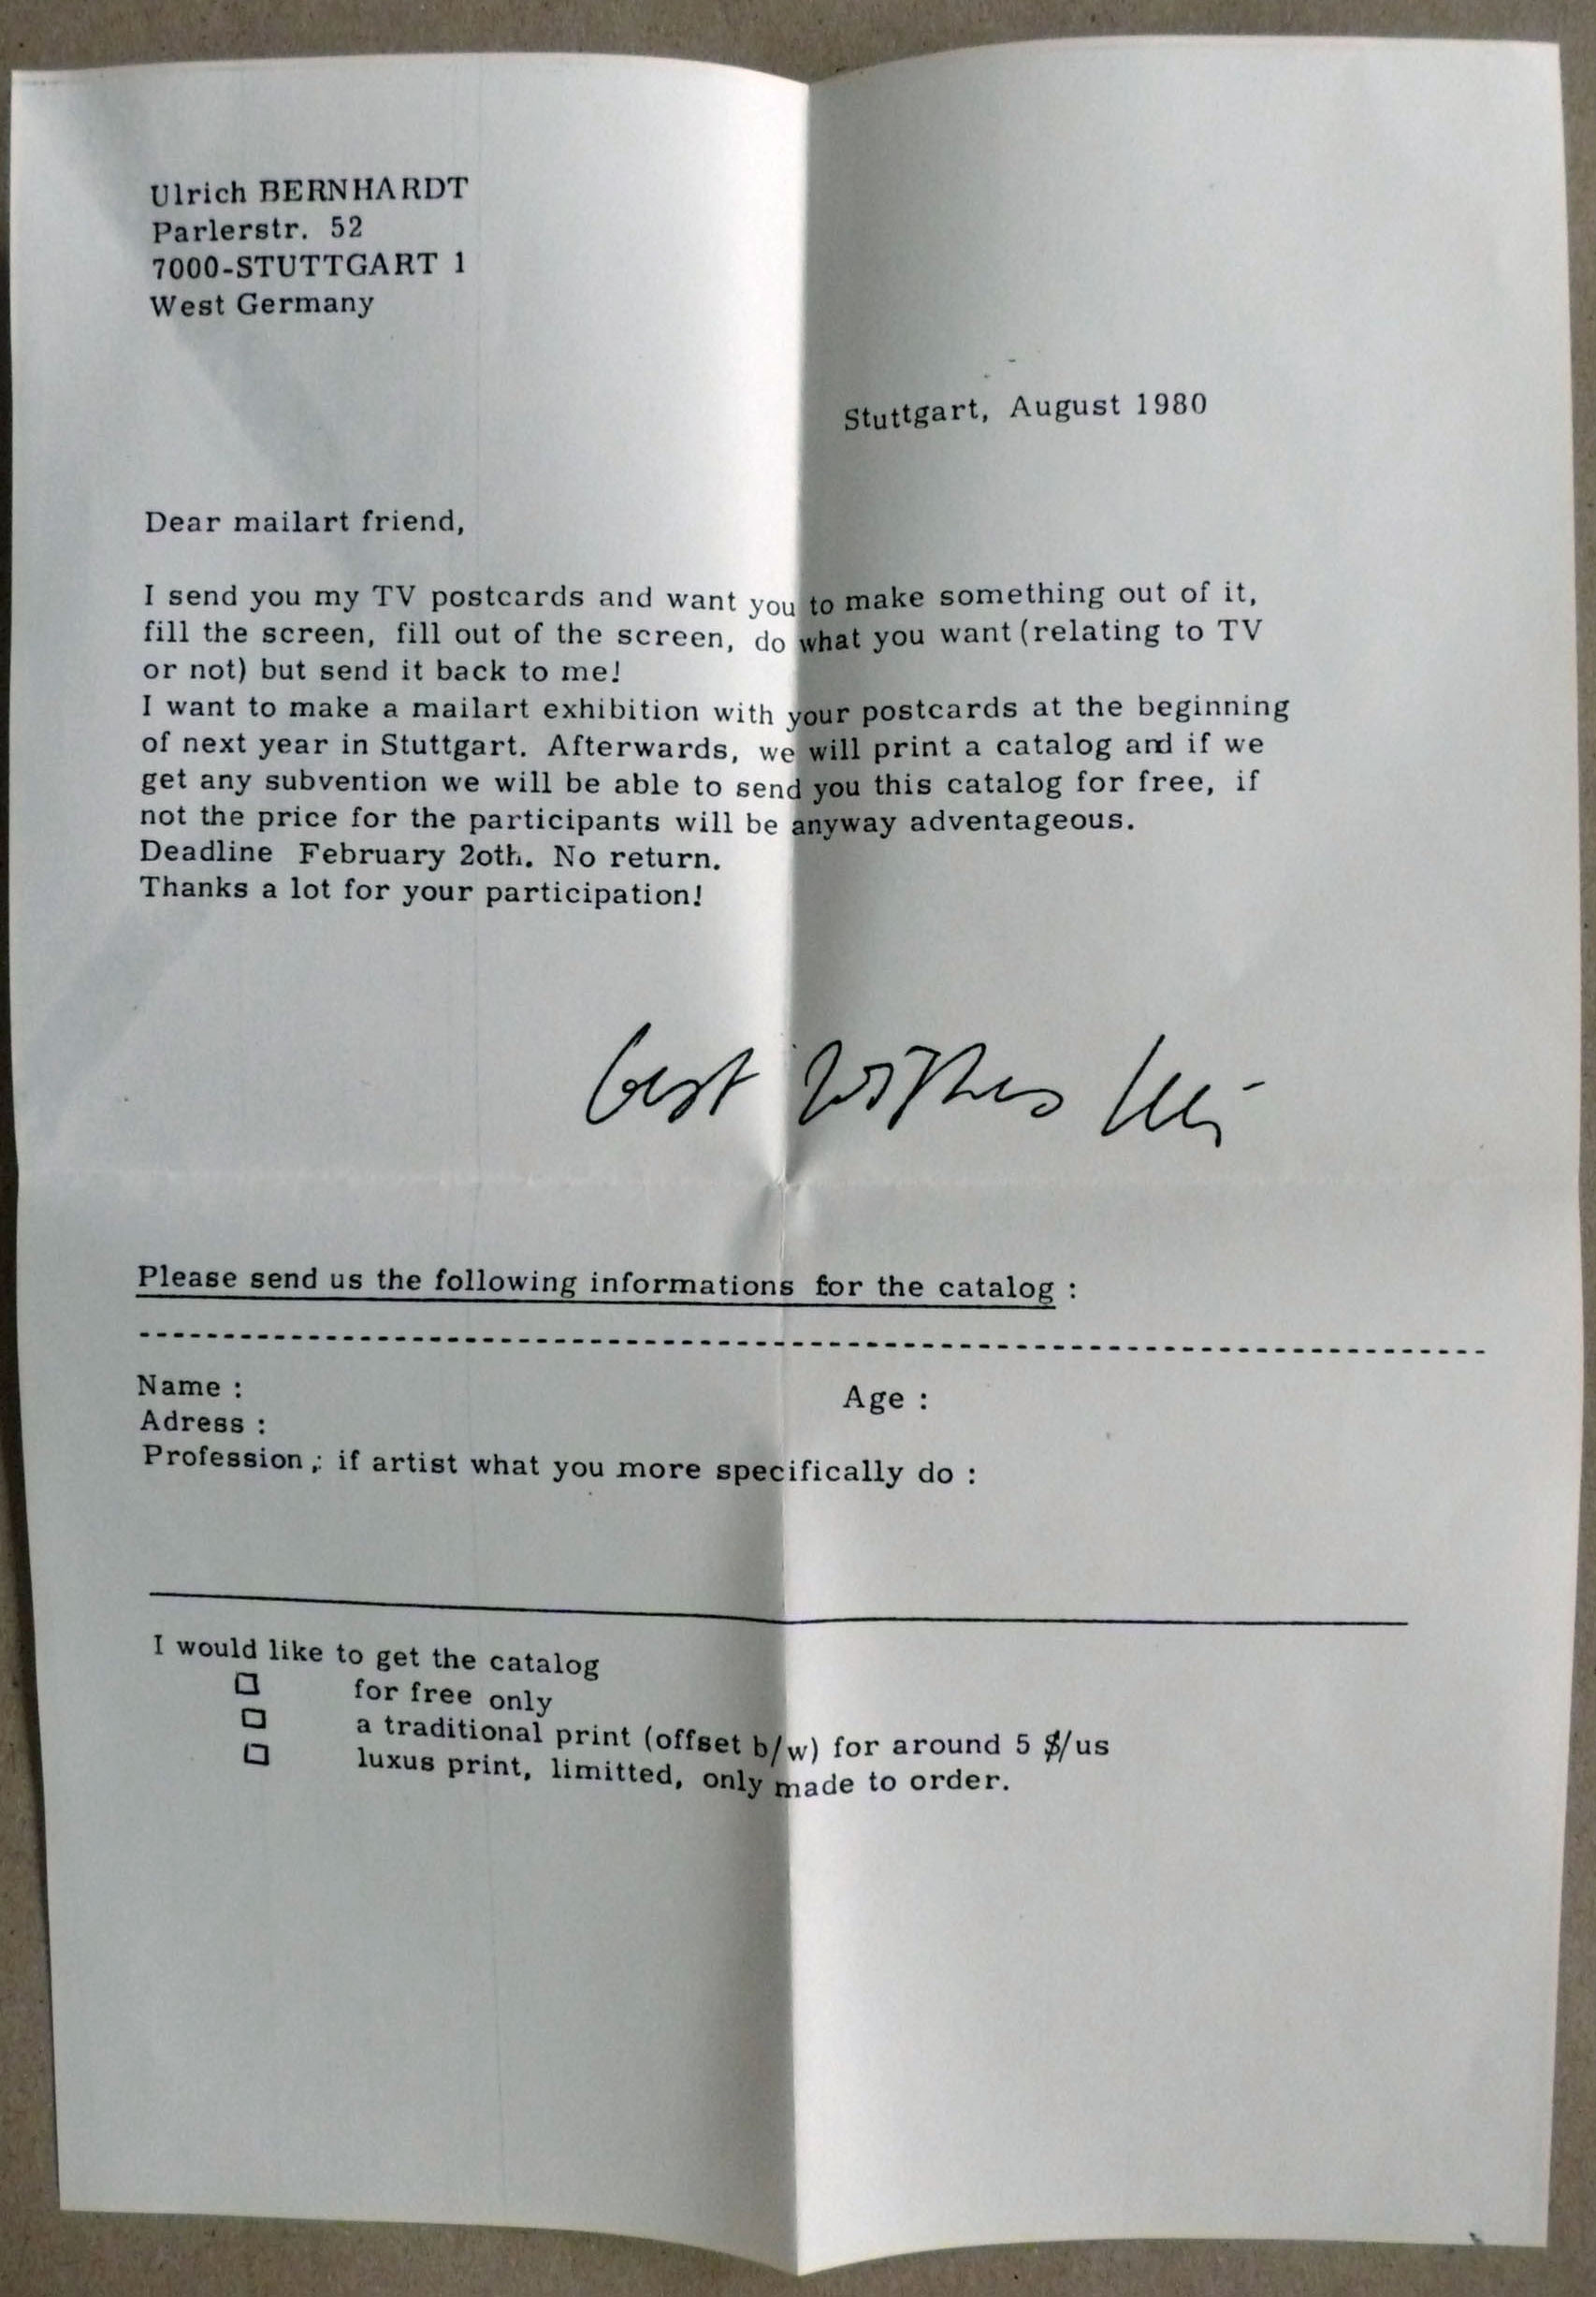 Ulrich BERNHARDT
Parlerstr. 52
7000-STUTTGART 1
West Germany
Stuttgart, August 1980
Dear mailart friend,
I send you my TV postcards and want you to make something out of it,
fill the screen, fill out of the screen, do what you want (relating to TV
or not) but send it back to me!
I want to make a mailart exhibition with your postcards at the beginning
of next year in Stuttgart. Afterwards, we will print a catalog and if we
get any subvention we will be able to send you this catalog for free, if
not the price for the participants will be anyway adventageous.
Deadline February 2oth. No return.
Thanks a lot for your participation!
best wishes
Please send us the following informations for the catalog :
Name : Age :
Adress :
Profession ; if artist what you more specifically do :
I would like to get the catalog
for free only
a traditional print (offset b/w) for around 5 $/us
luxus print, limitted, only made to order.